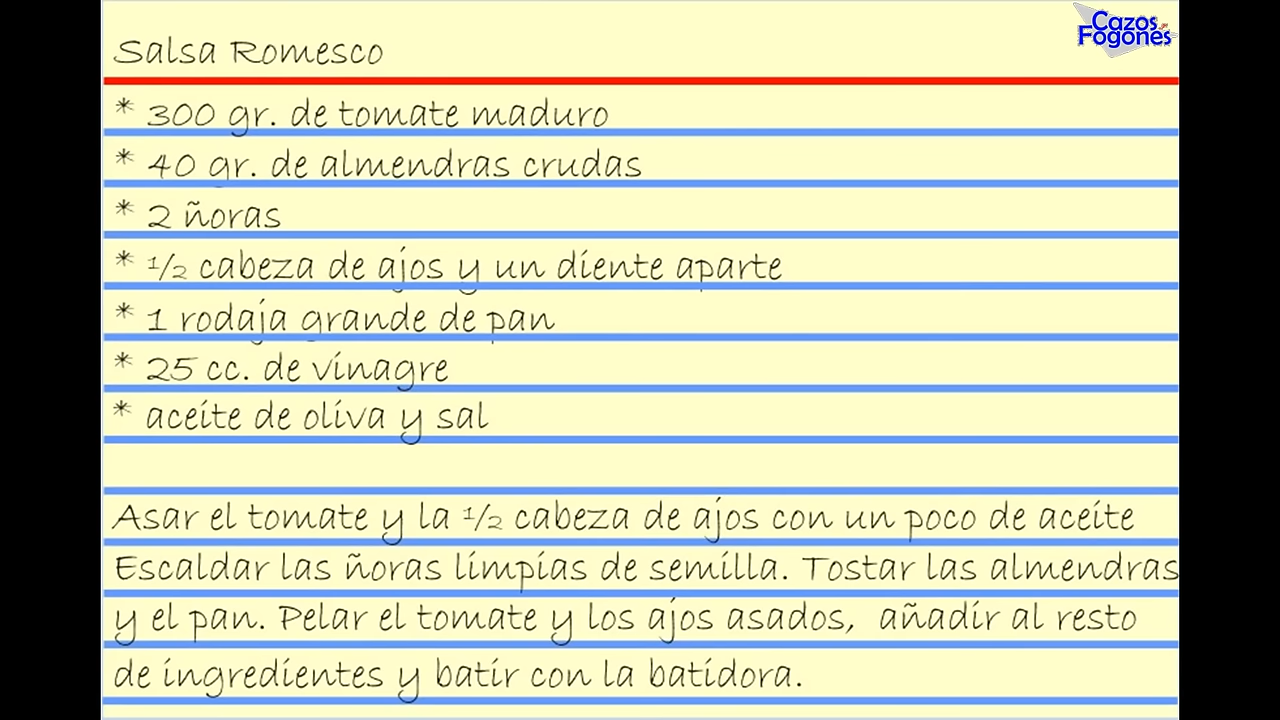 Cazos
Fogones
Salsa Romesco
* 300 gr. de tomate maduro
* 40 gr. de almendras crudas
* 2 ñoras
* 1/2 cabeza de ajos y un diente aparte
* 1 rodaja grande de pan
* 25 cc. de vinagre
* aceite de oliva y sal
Asar el tomate y la 1/2 cabeza de ajos con un poco de aceite
Escaldar las ñoras limpias de semilla. Tostar las almendras
y el pan. Pelar el tomate y los ajos asados, añadir al resto
de ingredientes y batir con la batidora.